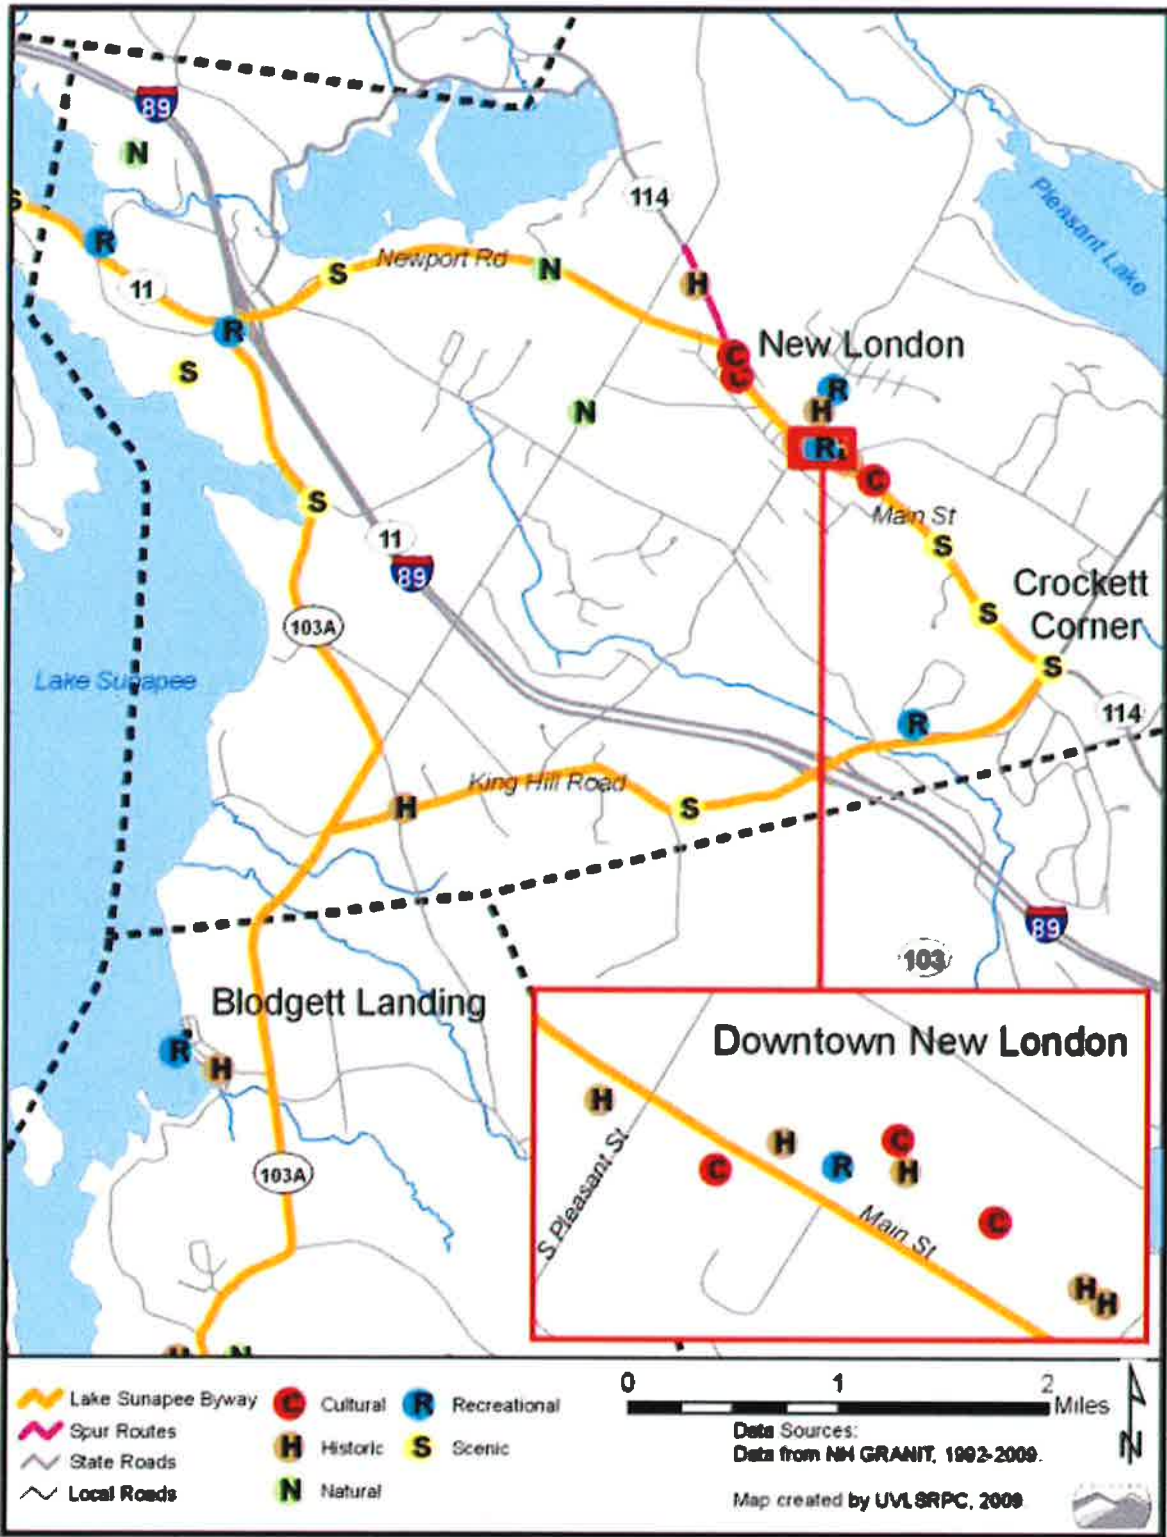 89
N
114
Pleasant Lake
S
R
11
S
Newport Rd
N
H
R
S
C
C
New London
R
H
N
R
C
Main St
S
S
11
89
Crockett
Corner
S
103A
S
Lake Sunapee
R
114
King Hill Road
H
S
89
103
Blodgett Landing
R
H
103A
Downtown New London
H
S Pleasant St
H
C
C
R
H
C
Main St
H
H
H
N
Lake Sunapee Byway
Spur Routes
State Roads
Local Roads
C Cultural
H Historic
N Natural
R Recreational
S Scenic
0 1 2
Miles
N
Data Sources:
Data from NH GRANIT, 1992-2009.
Map created by UVLSRPC, 2009